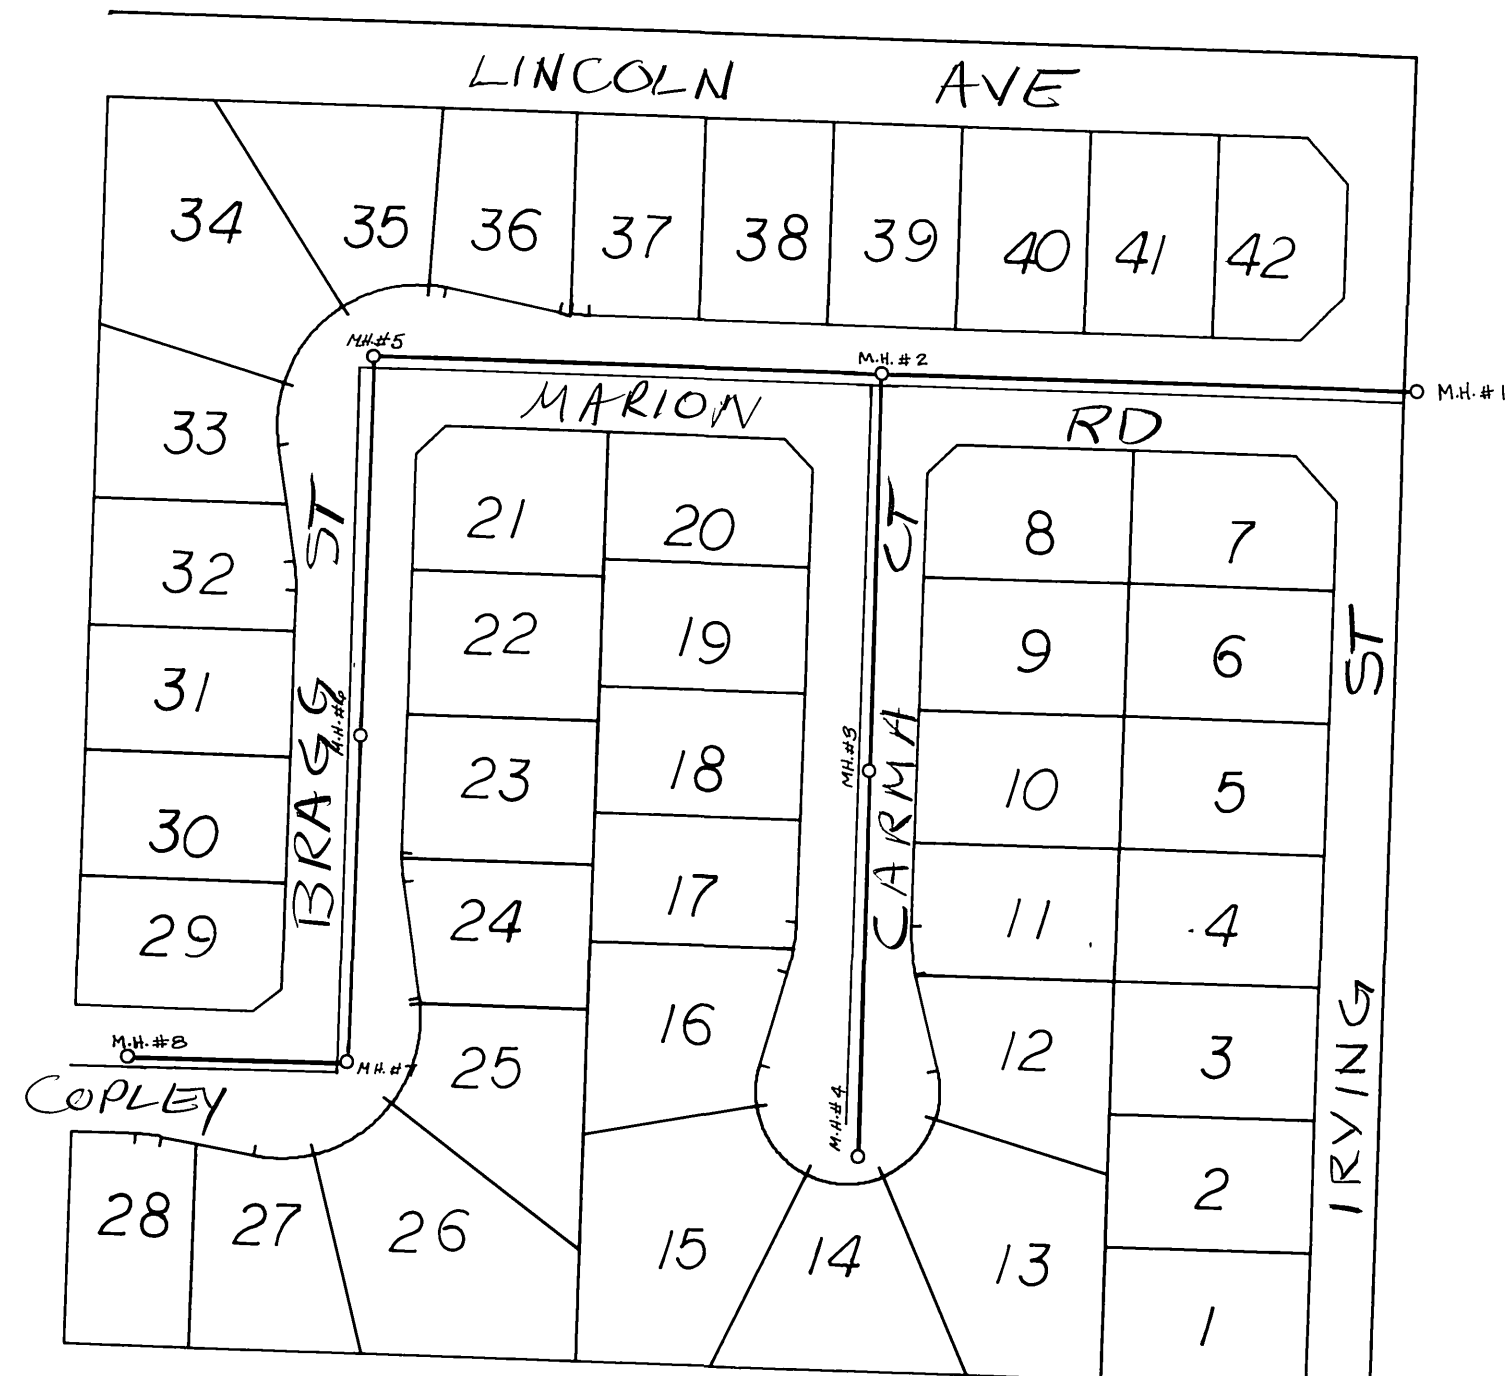 LINCOLN AVE
34 35 36 37 38 39 40 41 42
M.H.#5
M.H.#2
M.H.#1
MARION RD
33
21 20 8 7
32
22 19 9 6
31
23 18 10 5
30
24 17 11 4
29
25 16 12 3
28 27 26 15 14 13 2
1
BRAGG ST
M.H.#6
CARMA CT
M.H.#3
M.H.#4
IRVING ST
M.H.#8
M.H.#7
COPLEY